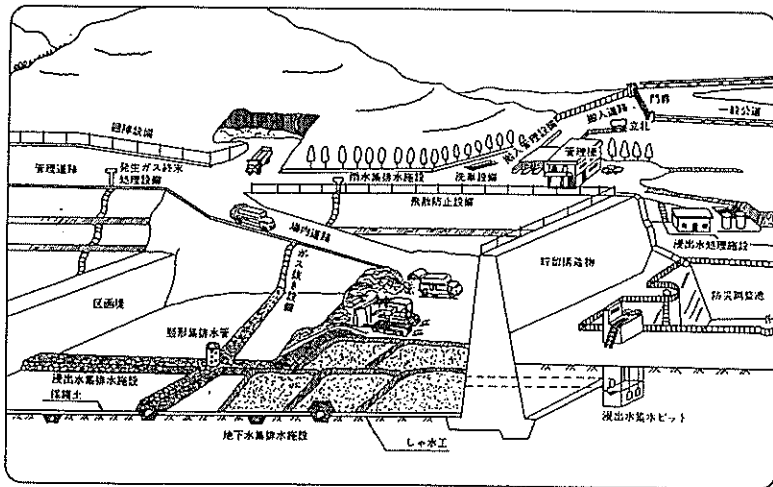 門扉
一般公道
搬入道路
立札
囲障設備
搬入管理設備
管理棟
管理道路
発生ガス
処理設備
雨水集排水施設
洗車設備
飛散防止設備
場内道路
浸出水処理施設
ガス抜き設備
貯留構造物
防災調整池
区画堤
竪形集排水管
浸出水集排水施設
保護土
地下水集排水施設
しゃ水工
浸出水集水ピット